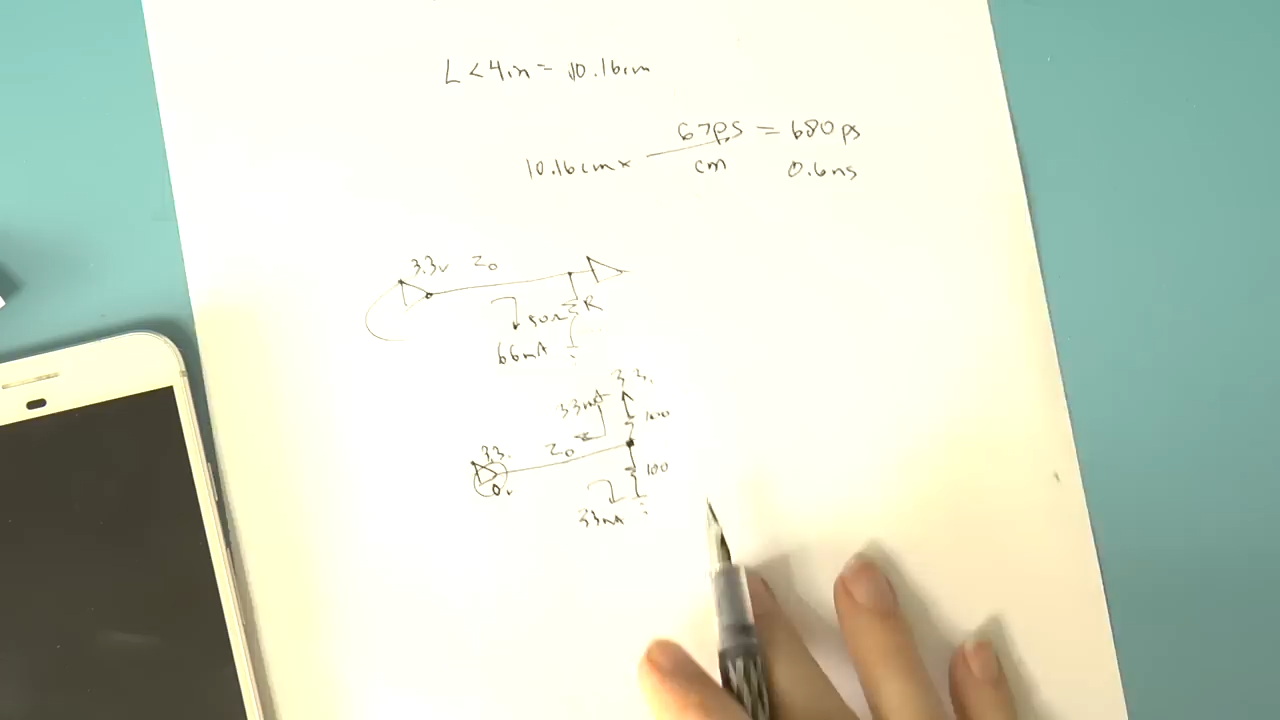 L < 4in = 10.16cm
67ps = 680ps
10.16cm x cm 0.6ns
3.3v Z0
50Ω R
66mA
3.3.
33mA 100
3.3. Z0
100
0v
33mA